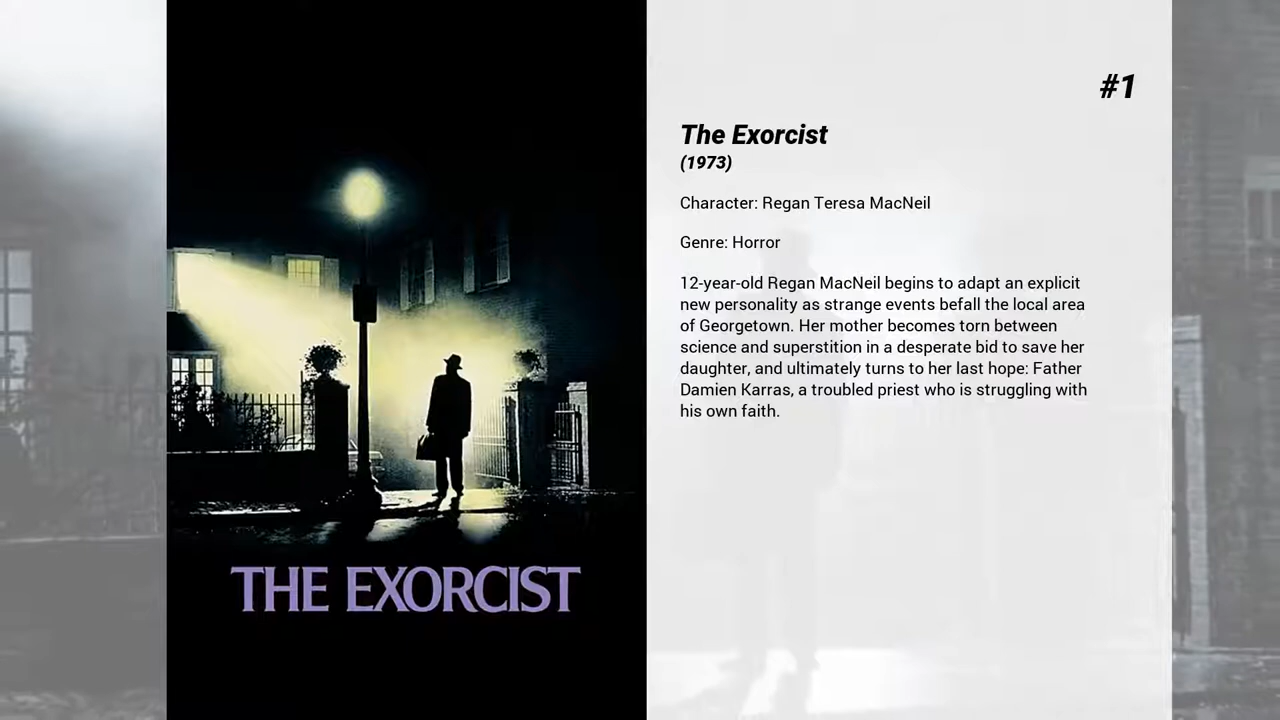 THE EXORCIST
#1
The Exorcist
(1973)
Character: Regan Teresa MacNeil
Genre: Horror
12-year-old Regan MacNeil begins to adapt an explicit
new personality as strange events befall the local area
of Georgetown. Her mother becomes torn between
science and superstition in a desperate bid to save her
daughter, and ultimately turns to her last hope: Father
Damien Karras, a troubled priest who is struggling with
his own faith.